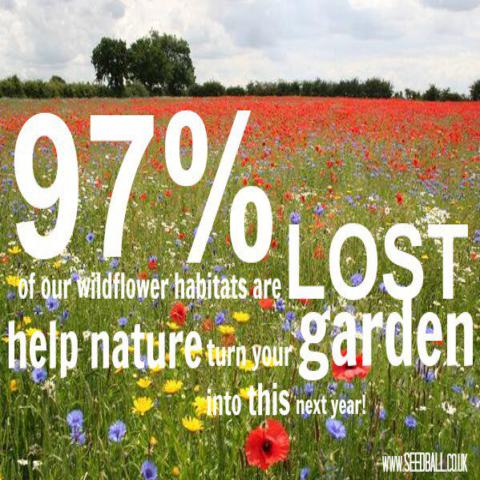 97%
of our wildflower habitats are LOST
help nature turn your garden
into this next year!
www.SEEDBALL.co.uk